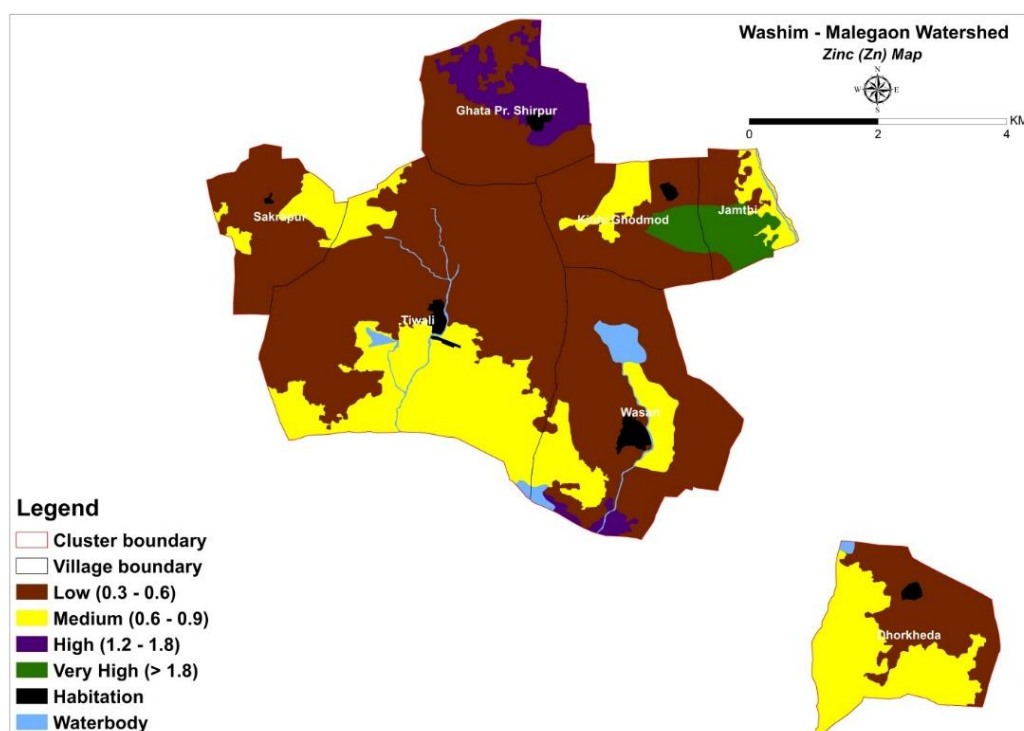 Washim - Malegaon Watershed
Zinc (Zn) Map
N
W E
S
KM
0 2 4
Ghata Pr. Shirpur
Sakrapur
Ghodmod
Jamthi
Tiwali
Wasari
Dhorkheda
Legend
Cluster boundary
Village boundary
Low (0.3 - 0.6)
Medium (0.6 - 0.9)
High (1.2 - 1.8)
Very High (> 1.8)
Habitation
Waterbody